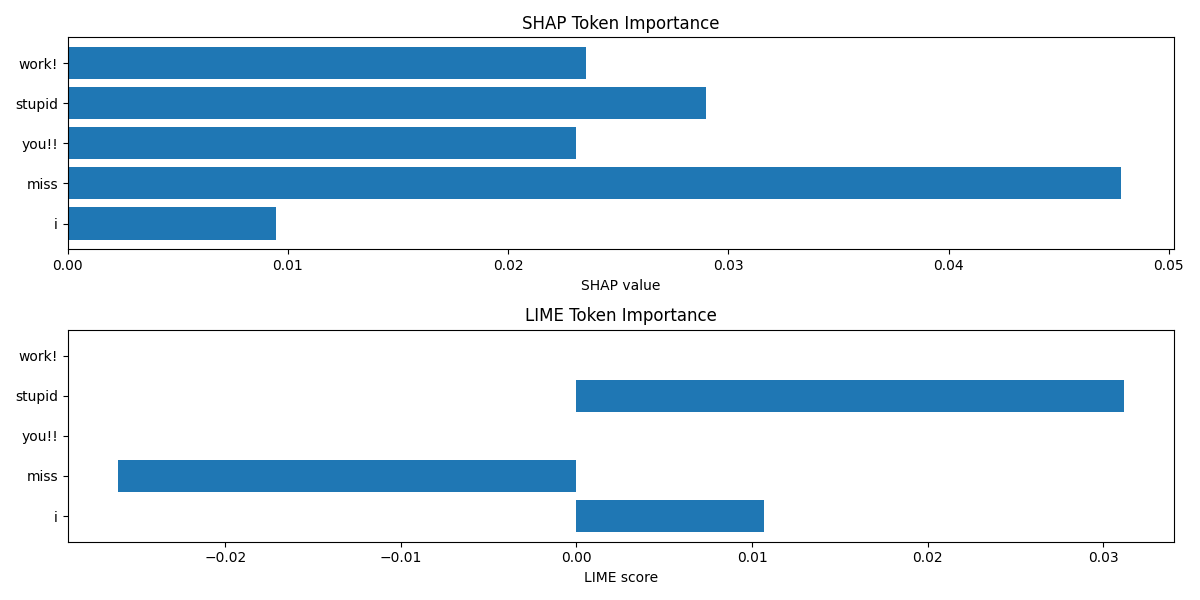 SHAP Token Importance
work!
stupid
you!!
miss
i
0.00 0.01 0.02 0.03 0.04 0.05
SHAP value
LIME Token Importance
work!
stupid
you!!
miss
i
−0.02 −0.01 0.00 0.01 0.02 0.03
LIME score